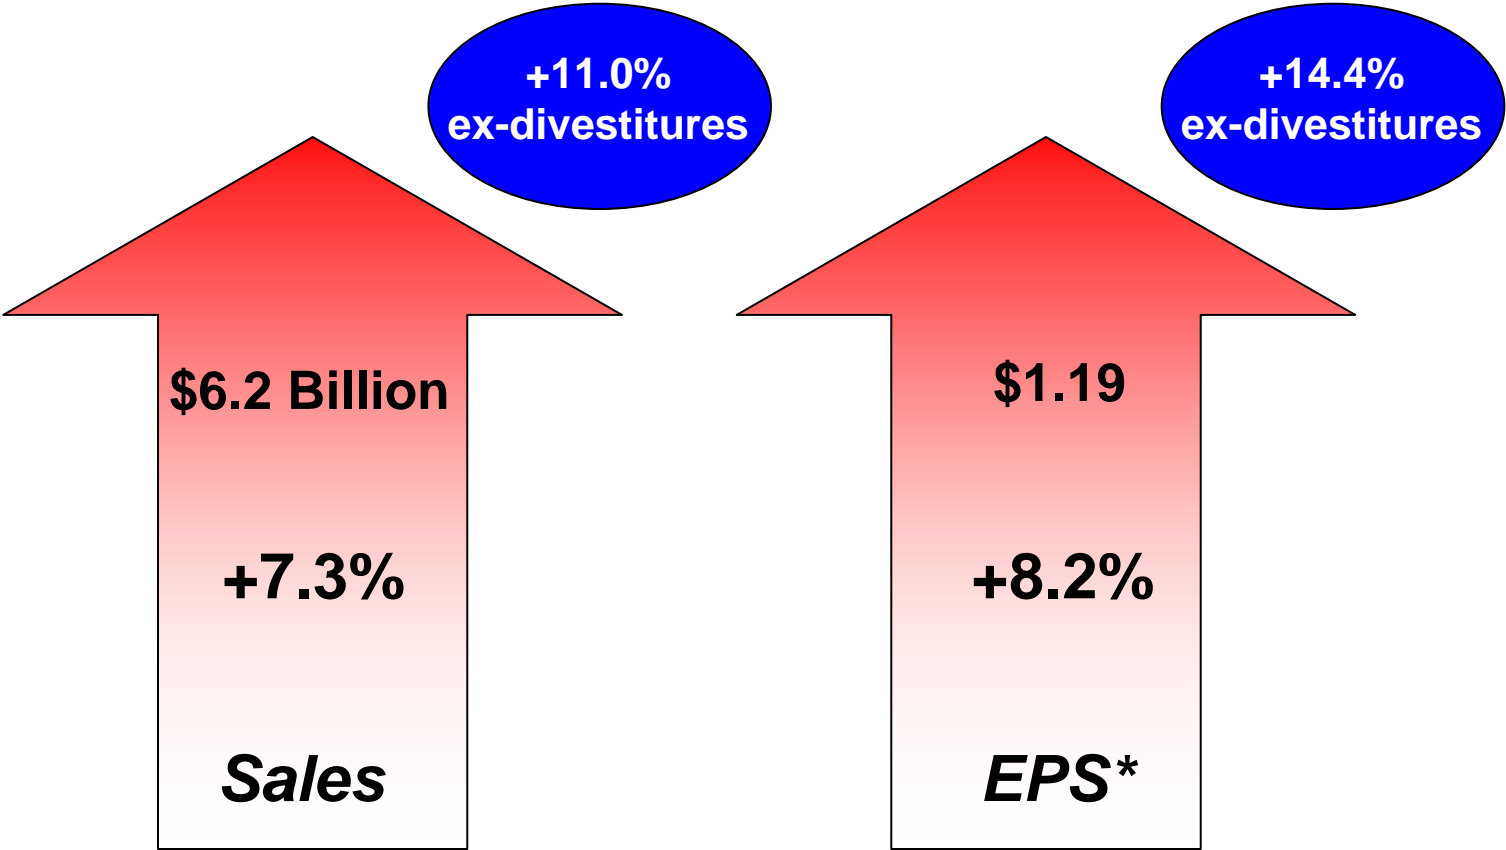 +11.0%
ex-divestitures
$6.2 Billion
+7.3%
Sales
+14.4%
ex-divestitures
$1.19
+8.2%
EPS*